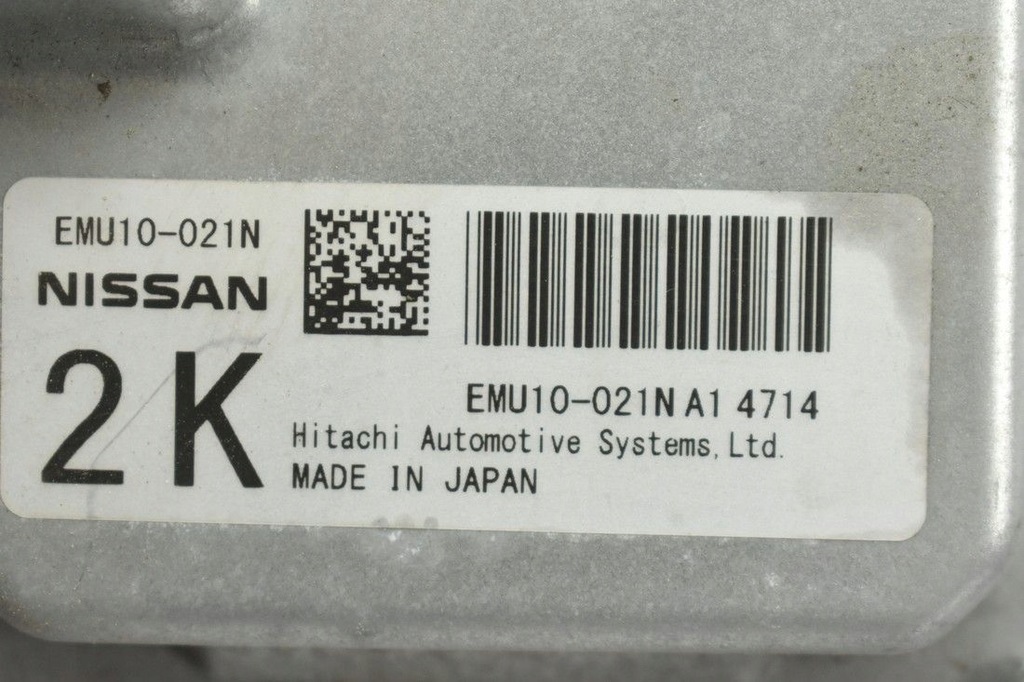 EMU10-021N
NISSAN
2K
EMU10-021N A1 4714
Hitachi Automotive Systems, Ltd.
MADE IN JAPAN